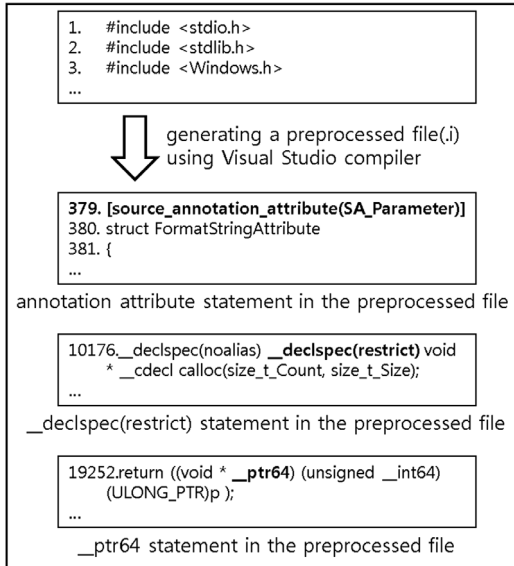 1. #include <stdio.h>
2. #include <stdlib.h>
3. #include <Windows.h>
...
generating a preprocessed file(.i)
using Visual Studio compiler
379. [source_annotation_attribute(SA_Parameter)]
380. struct FormatStringAttribute
381. {
...
annotation attribute statement in the preprocessed file
10176.__declspec(noalias) __declspec(restrict) void
* __cdecl calloc(size_t_Count, size_t_Size);
...
__declspec(restrict) statement in the preprocessed file
19252.return ((void * __ptr64) (unsigned __int64)
(ULONG_PTR)p );
...
__ptr64 statement in the preprocessed file